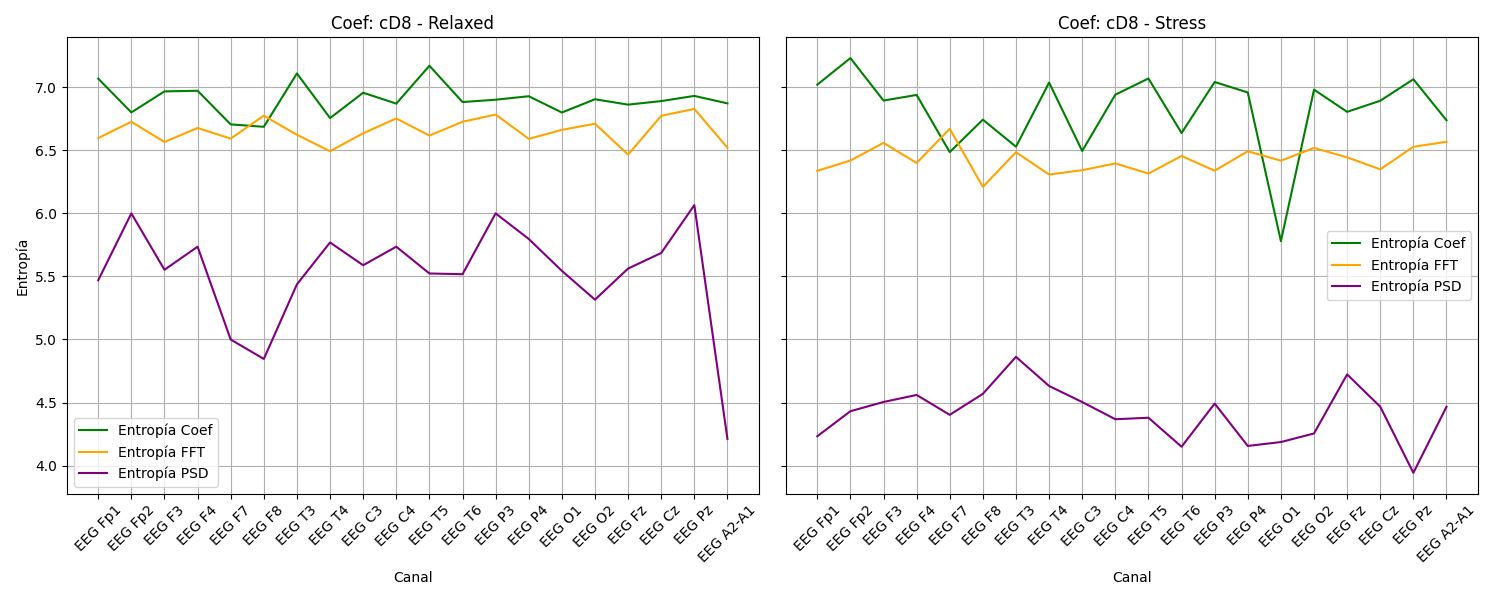 Coef: cD8 - Relaxed
Entropía
7.0
6.5
6.0
5.5
5.0
4.5
4.0
Entropía Coef
Entropía FFT
Entropía PSD
EEG Fp1
EEG Fp2
EEG F3
EEG F4
EEG F7
EEG F8
EEG T3
EEG T4
EEG C3
EEG C4
EEG T5
EEG T6
EEG P3
EEG P4
EEG O1
EEG O2
EEG Fz
EEG Cz
EEG Pz
EEG A2-A1
Canal
Coef: cD8 - Stress
Entropía Coef
Entropía FFT
Entropía PSD
EEG Fp1
EEG Fp2
EEG F3
EEG F4
EEG F7
EEG F8
EEG T3
EEG T4
EEG C3
EEG C4
EEG T5
EEG T6
EEG P3
EEG P4
EEG O1
EEG O2
EEG Fz
EEG Cz
EEG Pz
EEG A2-A1
Canal